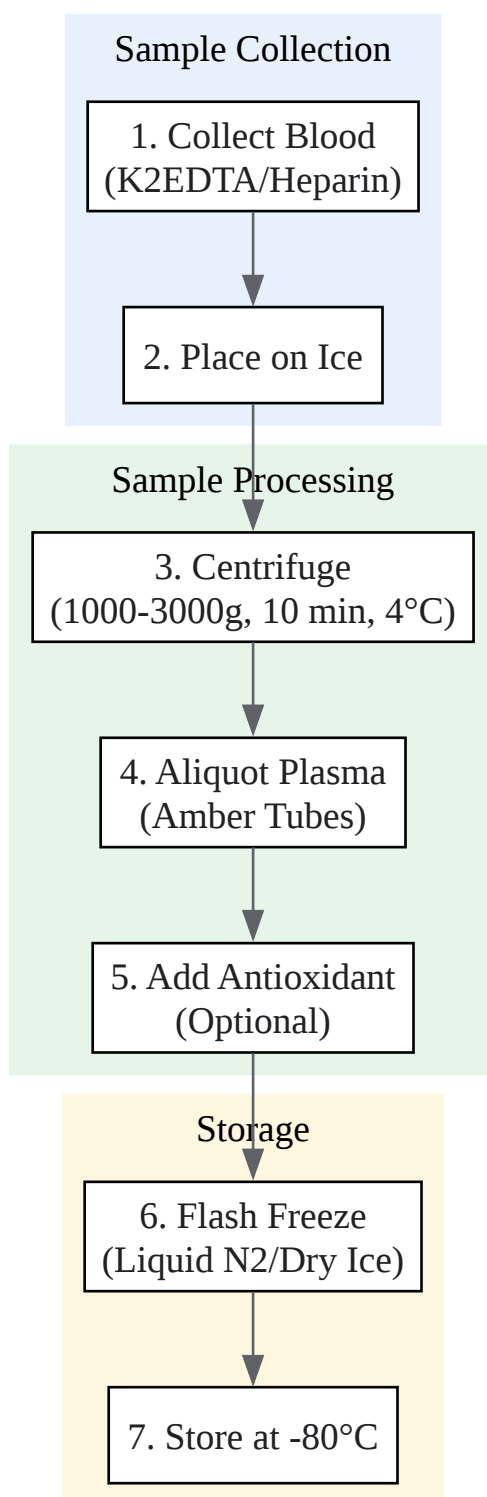 Sample Collection
1. Collect Blood
(K2EDTA/Heparin)
2. Place on Ice
Sample Processing
3. Centrifuge
(1000-3000g, 10 min, 4°C)
4. Aliquot Plasma
(Amber Tubes)
5. Add Antioxidant
(Optional)
Storage
6. Flash Freeze
(Liquid N2/Dry Ice)
7. Store at -80°C